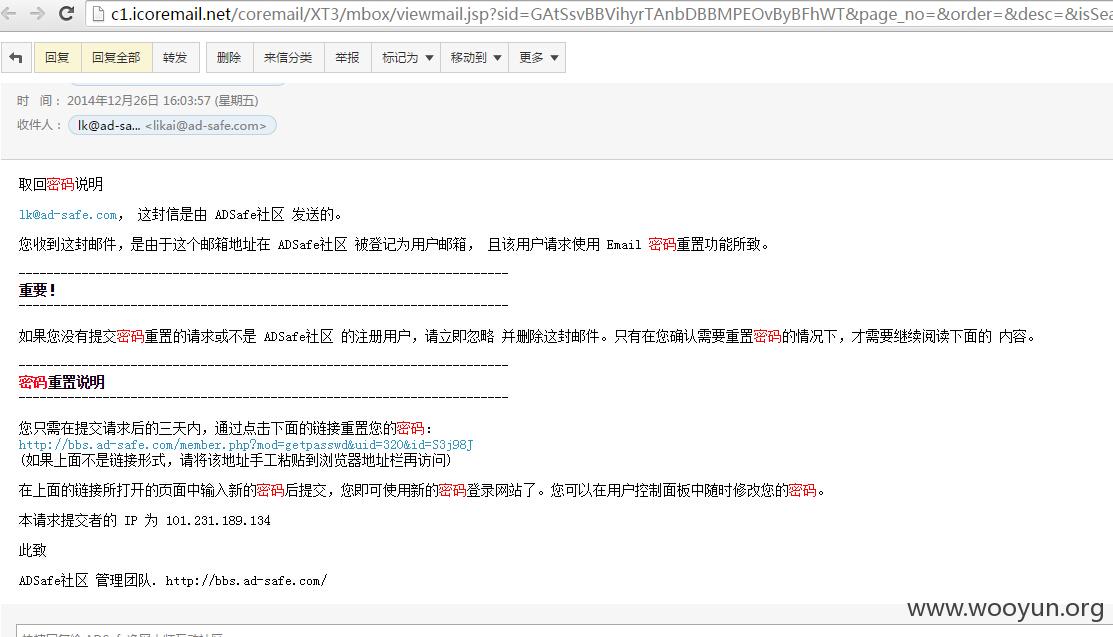 c1.icoremail.net/coremail/XT3/mbox/viewmail.jsp?sid=GAtSsvBBVihyrTAnbDBBMPEOvByBFhWT&page_no=&order=&desc=&isSea
回复 回复全部 转发 删除 来信分类 举报 标记为 移动到 更多
时 间： 2014年12月26日 16:03:57 (星期五)
收件人： lk@ad-sa... <likai@ad-safe.com>
取回密码说明
lk@ad-safe.com， 这封信是由 ADSafe社区 发送的。
您收到这封邮件，是由于这个邮箱地址在 ADSafe社区 被登记为用户邮箱， 且该用户请求使用 Email 密码重置功能所致。
----------------------------------------------------------------------
重要！
----------------------------------------------------------------------
如果您没有提交密码重置的请求或不是 ADSafe社区 的注册用户，请立即忽略 并删除这封邮件。只有在您确认需要重置密码的情况下，才需要继续阅读下面的 内容。
----------------------------------------------------------------------
密码重置说明
----------------------------------------------------------------------
您只需在提交请求后的三天内，通过点击下面的链接重置您的密码：
http://bbs.ad-safe.com/member.php?mod=getpasswd&uid=320&id=S3j98J
(如果上面不是链接形式，请将该地址手工粘贴到浏览器地址栏再访问)
在上面的链接所打开的页面中输入新的密码后提交，您即可使用新的密码登录网站了。您可以在用户控制面板中随时修改您的密码。
本请求提交者的 IP 为 101.231.189.134
此致
ADSafe社区 管理团队. http://bbs.ad-safe.com/
www.wooyun.org